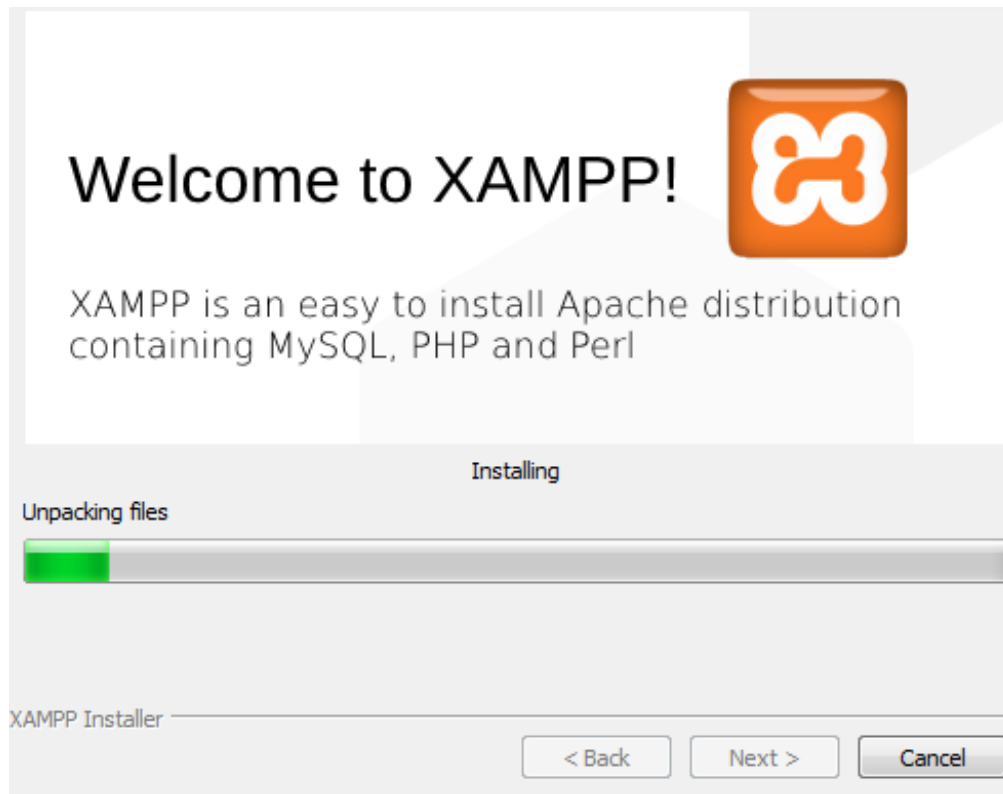 Welcome to XAMPP!
XAMPP is an easy to install Apache distribution
containing MySQL, PHP and Perl
Installing
Unpacking files
XAMPP Installer
< Back
Next >
Cancel